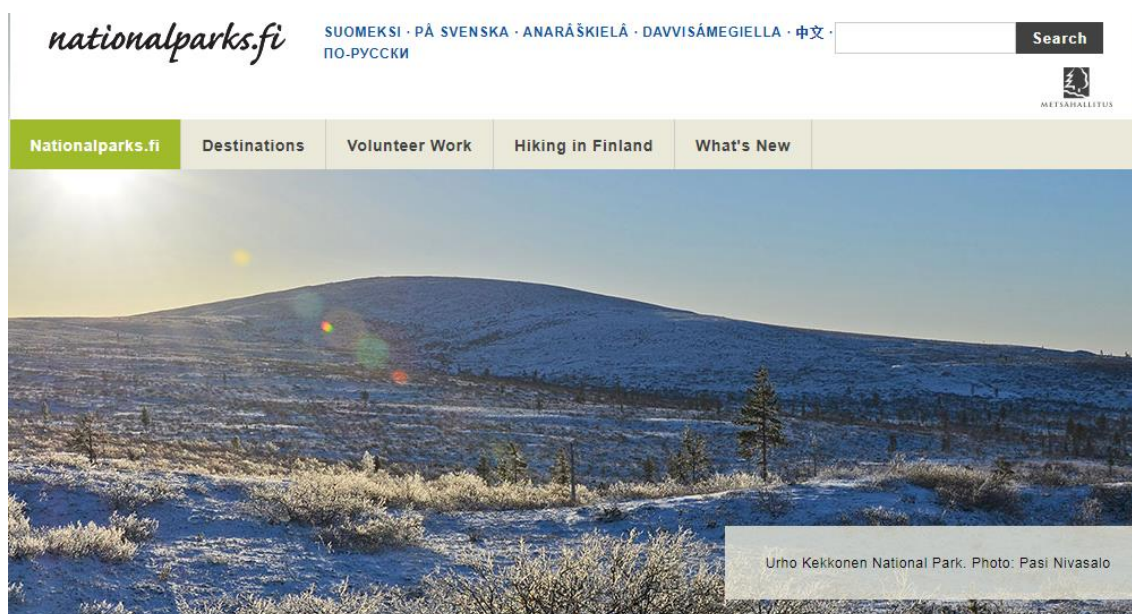 nationalparks.fi
SUOMEKSI · PÅ SVENSKA · ANARÂŠKIELÂ · DAVVISÁMEGIELLA · 中文 ·
ПО-РУССКИ
Search
METSÄHALLITUS
Nationalparks.fi
Destinations
Volunteer Work
Hiking in Finland
What's New
Urho Kekkonen National Park. Photo: Pasi Nivasalo